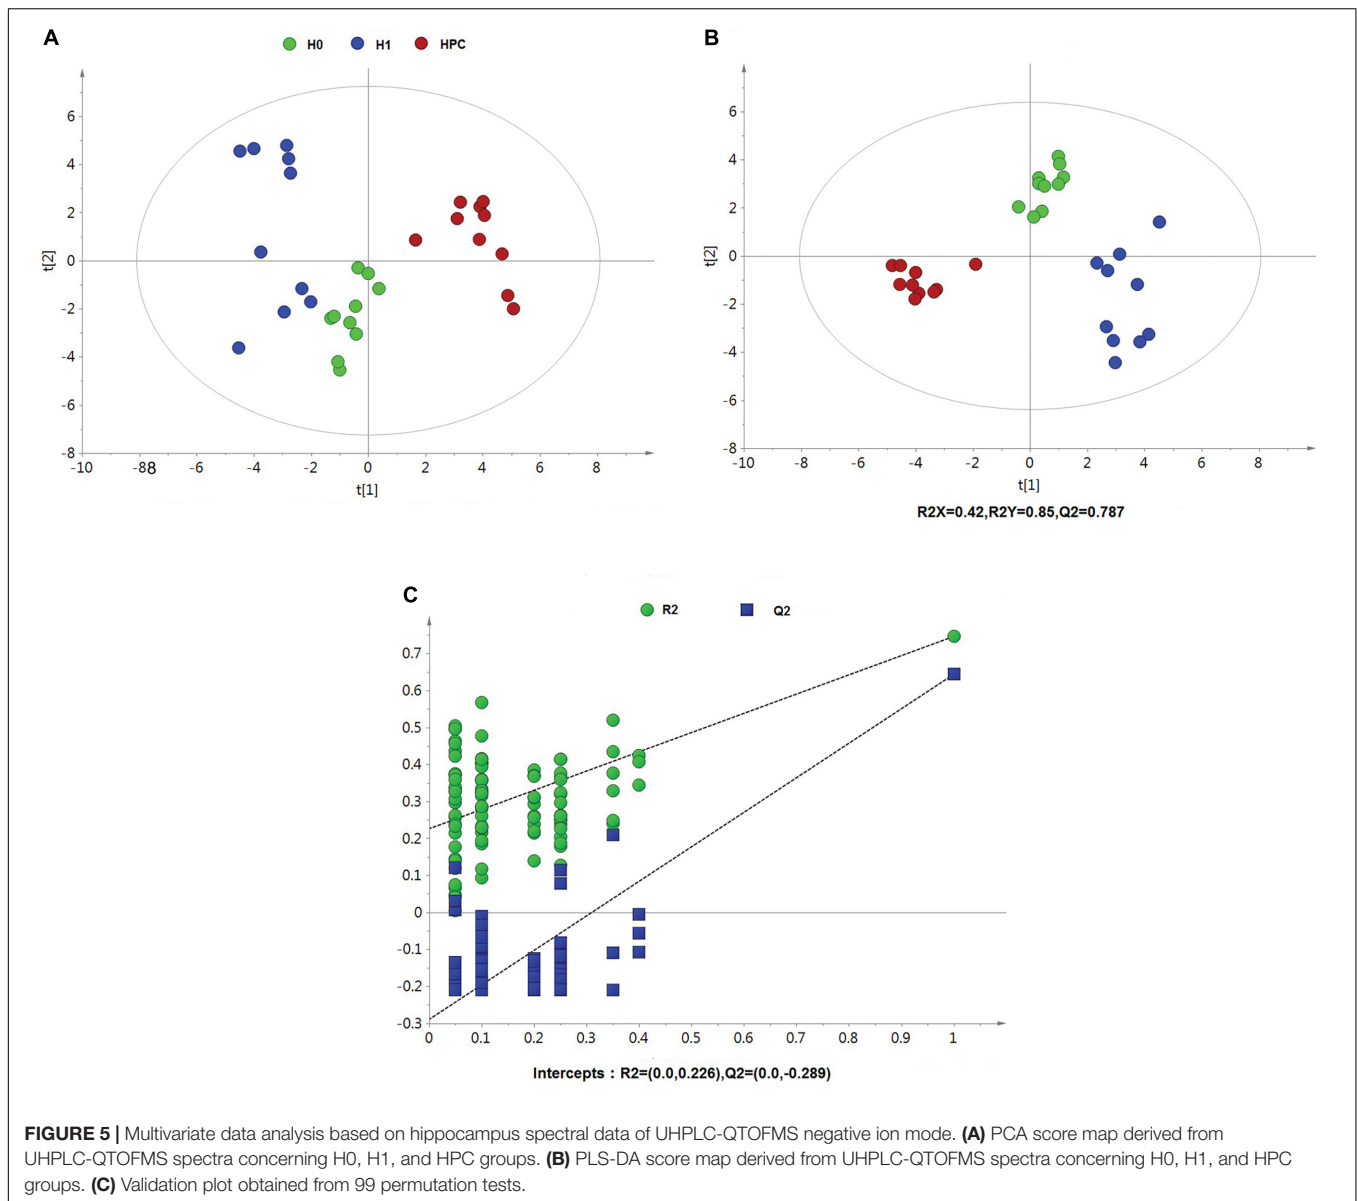 A
H0 H1 HPC
6
4
2
0
-2
-4
-6
-8
t[2]
-10 -88 -4 -2 0 2 4 6 8
t[1]
B
6
4
2
0
-2
-4
-6
-8
t[2]
-10 -8 -6 -4 -2 0 2 4 6 8
t[1]
R2X=0.42,R2Y=0.85,Q2=0.787
C
R2 Q2
0.7
0.6
0.5
0.4
0.3
0.2
0.1
0
-0.1
-0.2
-0.3
0 0.1 0.2 0.3 0.4 0.5 0.6 0.7 0.8 0.9 1
Intercepts : R2=(0.0,0.226),Q2=(0.0,-0.289)
FIGURE 5 | Multivariate data analysis based on hippocampus spectral data of UHPLC-QTOFMS negative ion mode. (A) PCA score map derived from
UHPLC-QTOFMS spectra concerning H0, H1, and HPC groups. (B) PLS-DA score map derived from UHPLC-QTOFMS spectra concerning H0, H1, and HPC
groups. (C) Validation plot obtained from 99 permutation tests.